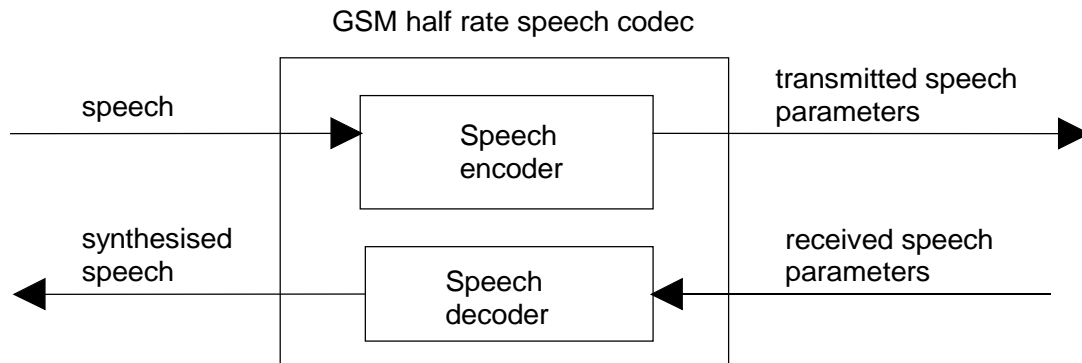 GSM half rate speech codec
speech
transmitted speech
parameters
Speech
encoder
synthesised
speech
received speech
parameters
Speech
decoder